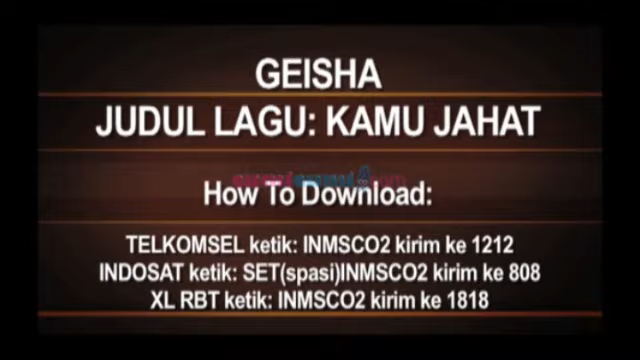 GEISHA
JUDUL LAGU: KAMU JAHAT
How To Download:
TELKOMSEL ketik: INMSCO2 kirim ke 1212
INDOSAT ketik: SET(spasi)INMSCO2 kirim ke 808
XL RBT ketik: INMSCO2 kirim ke 1818